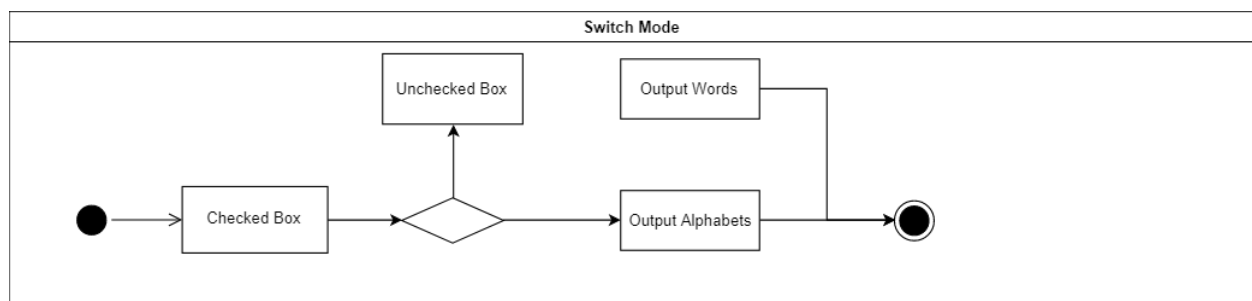 Switch Mode
Unchecked Box
Output Words
Checked Box
Output Alphabets